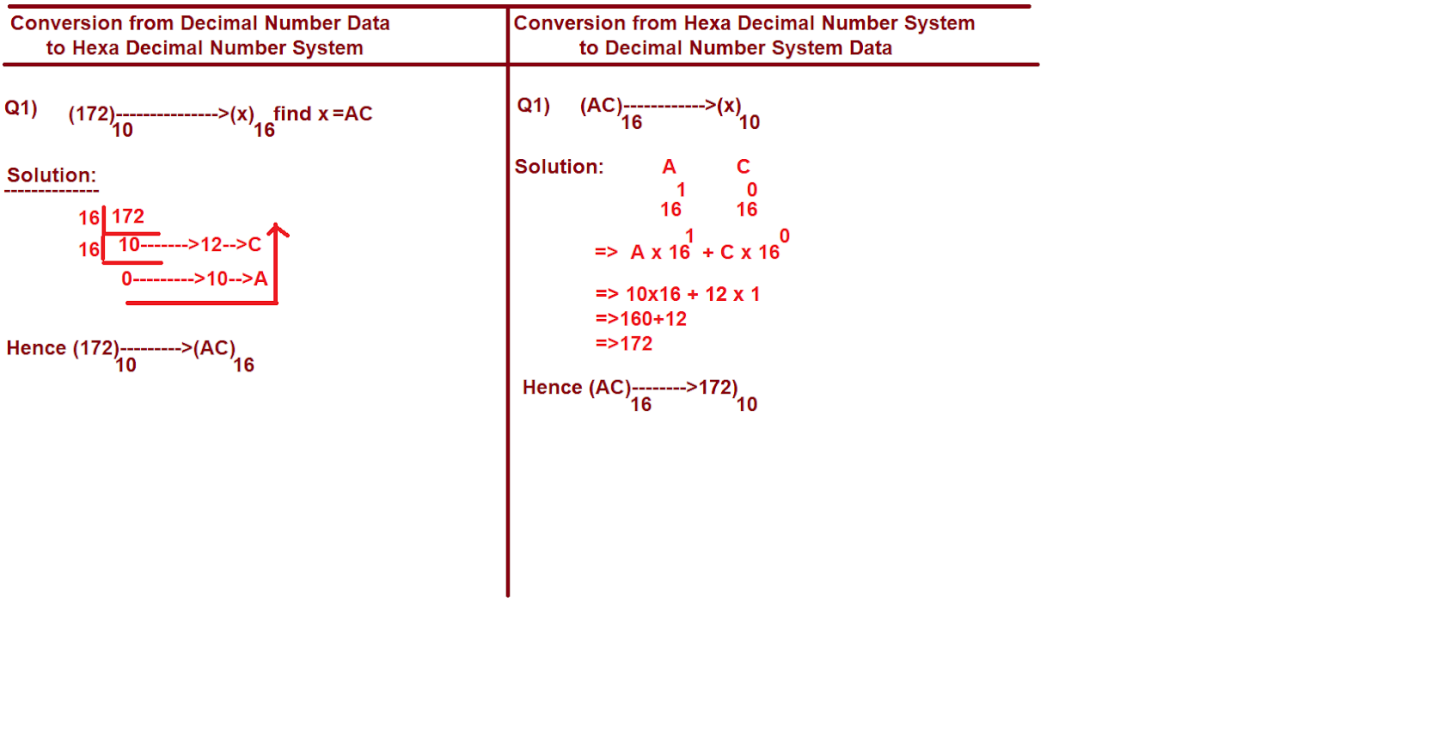 Conversion from Decimal Number Data
to Hexa Decimal Number System
Q1) (172)--------------->(x) find x =AC
10 16
Solution:
--------------
16 172
16 10------->12-->C
0--------->10-->A
Hence (172)--------->(AC)
10 16
Conversion from Hexa Decimal Number System
to Decimal Number System Data
Q1) (AC)------------>(x)
16 10
Solution: A C
1 0
16 16
1 0
=> A x 16 + C x 16
=> 10x16 + 12 x 1
=>160+12
=>172
Hence (AC)-------->172)
16 10